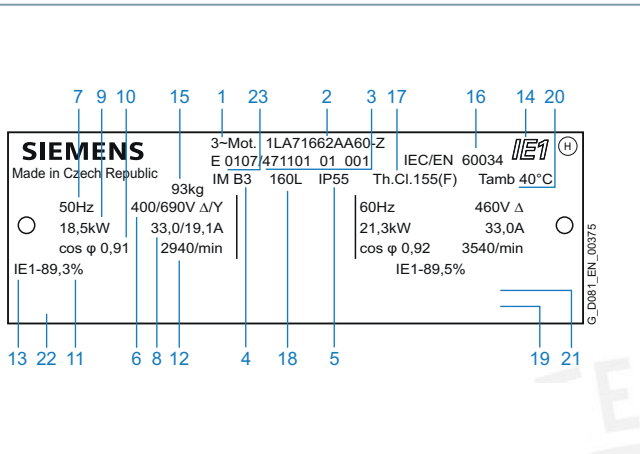 7 9 10 15 1 23 2 3 17 16 14 20
SIEMENS
Made in Czech Republic
3~Mot. 1LA71662AA60-Z
E 0107/471101 01 001
IEC/EN 60034
IE1
H
IM B3 160L IP55 Th.Cl.155(F) Tamb 40°C
93kg
50Hz 400/690V Δ/Y
18,5kW 33,0/19,1A
cos φ 0,91 2940/min
IE1-89,3%
60Hz 460V Δ
21,3kW 33,0A
cos φ 0,92 3540/min
IE1-89,5%
13 22 11 6 8 12 4 18 5 19 21
G_D081_EN_00375